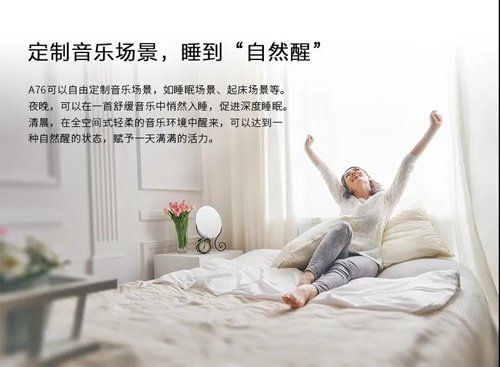 定制音乐场景，睡到“自然醒”
A76可以自由定制音乐场景，如睡眠场景、起床场景等。
夜晚，可以在一首舒缓音乐中悄然入睡，促进深度睡眠。
清晨，在全空间式轻柔的音乐环境中醒来，可以达到一
种自然醒的状态，赋予一天满满的活力。